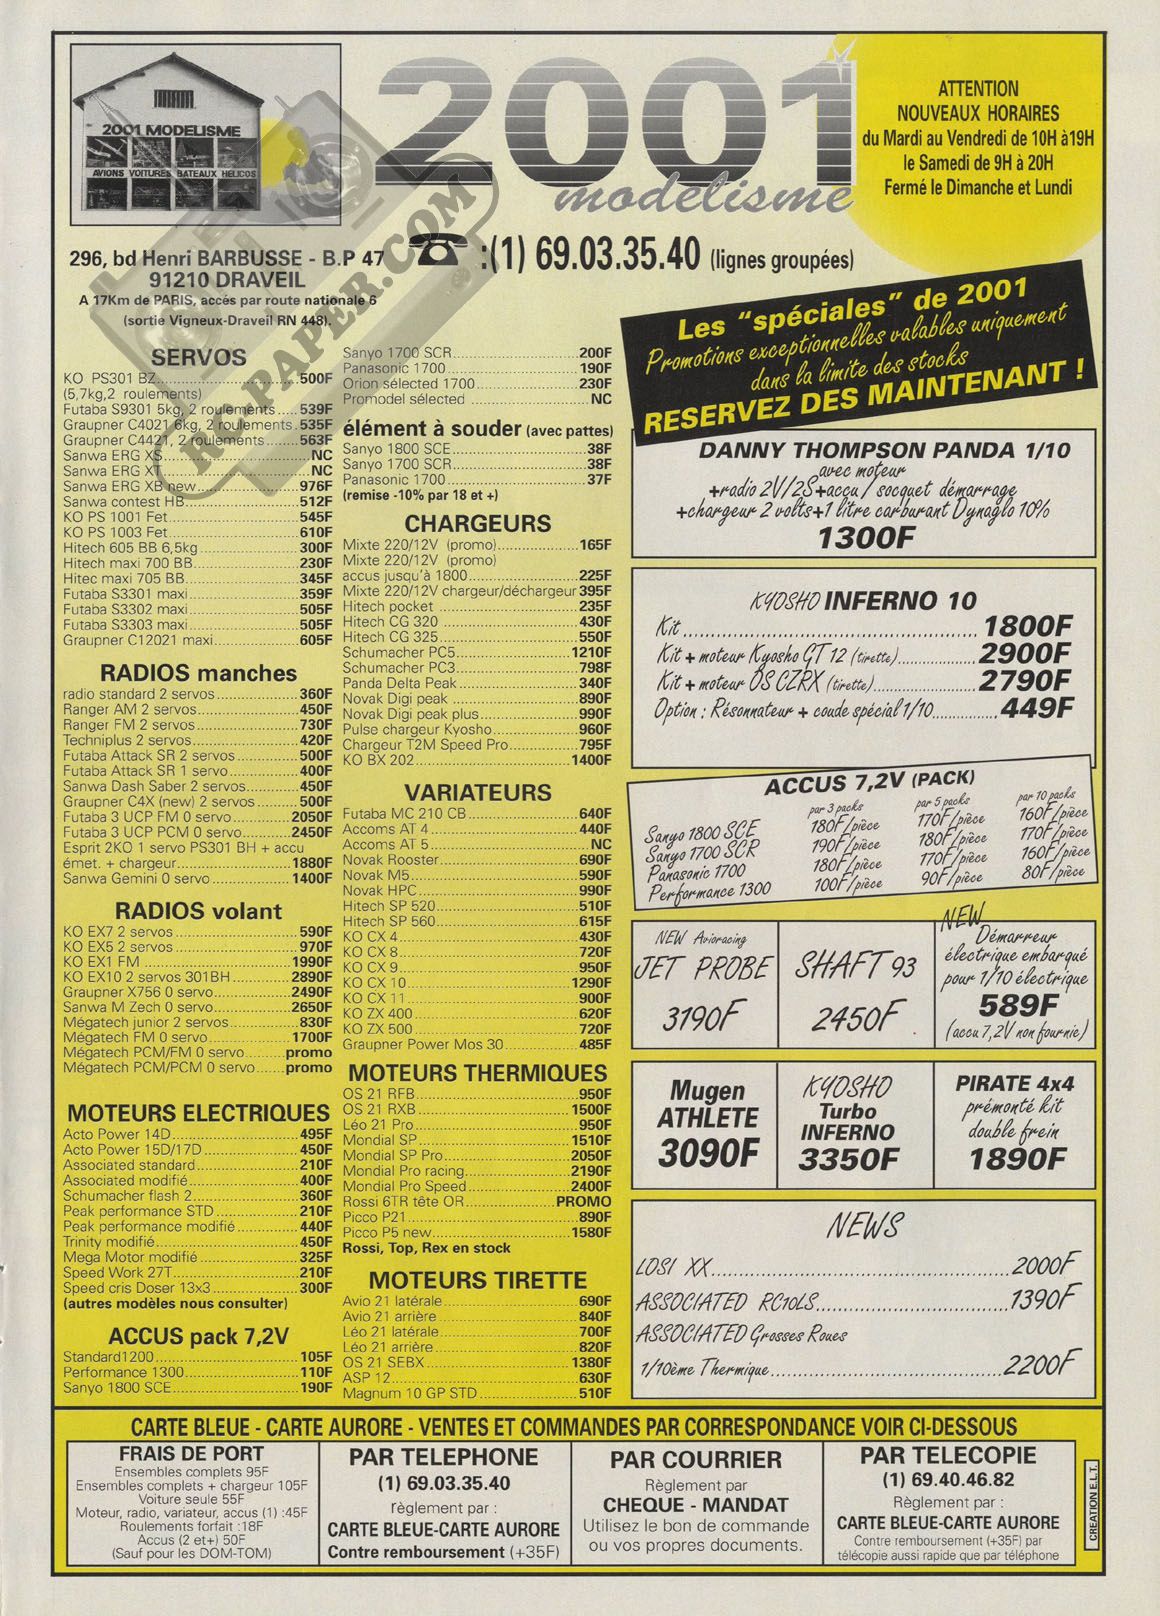 2001 MODELISME
AVIONS VOITURES BATEAUX HELICOS
2001
modelisme
ATTENTION
NOUVEAUX HORAIRES
du Mardi au Vendredi de 10H à19H
le Samedi de 9H à 20H
Fermé le Dimanche et Lundi
296, bd Henri BARBUSSE - B.P 47
91210 DRAVEIL
A 17Km de PARIS, accés par route nationale 6
(sortie Vigneux-Draveil RN 448).
:(1) 69.03.35.40 (lignes groupées)
RC-PAPER.COM
SERVOS
KO PS301 BZ 500F
(5,7kg,2 roulements)
Futaba S9301 5kg, 2 roulements 539F
Graupner C4021 6kg, 2 roulements 535F
Graupner C4421, 2 roulements 563F
Sanwa ERG XS NC
Sanwa ERG XT NC
Sanwa ERG XB new 976F
Sanwa contest HB 512F
KO PS 1001 Fet 545F
KO PS 1003 Fet 610F
Hitech 605 BB 6,5kg 300F
Hitech maxi 700 BB 230F
Hitec maxi 705 BB 345F
Futaba S3301 maxi 359F
Futaba S3302 maxi 505F
Futaba S3303 maxi 505F
Graupner C12021 maxi 605F
RADIOS manches
radio standard 2 servos 360F
Ranger AM 2 servos 450F
Ranger FM 2 servos 730F
Techniplus 2 servos 420F
Futaba Attack SR 2 servos 500F
Futaba Attack SR 1 servo 400F
Sanwa Dash Saber 2 servos 450F
Graupner C4X (new) 2 servos 500F
Futaba 3 UCP FM 0 servo 2050F
Futaba 3 UCP PCM 0 servo 2450F
Esprit 2KO 1 servo PS301 BH + accu
émet. + chargeur 1880F
Sanwa Gemini 0 servo 1400F
RADIOS volant
KO EX7 2 servos 590F
KO EX5 2 servos 970F
KO EX1 FM 1990F
KO EX10 2 servos 301BH 2890F
Graupner X756 0 servo 2490F
Sanwa M Zech 0 servo 2650F
Mégatech junior 2 servos 830F
Mégatech FM 0 servo 1700F
Mégatech PCM/FM 0 servo promo
Mégatech PCM/PCM 0 servo promo
MOTEURS ELECTRIQUES
Acto Power 14D 495F
Acto Power 15D/17D 450F
Associated standard 210F
Associated modifié 400F
Schumacher flash 2 360F
Peak performance STD 210F
Peak performance modifié 440F
Trinity modifié 450F
Mega Motor modifié 325F
Speed Work 27T 210F
Speed cris Doser 13x3 300F
(autres modèles nous consulter)
ACCUS pack 7,2V
Standard1200 105F
Performance 1300 110F
Sanyo 1800 SCE 190F
Sanyo 1700 SCR 200F
Panasonic 1700 190F
Orion sélected 1700 230F
Promodel sélected NC
élément à souder (avec pattes)
Sanyo 1800 SCE 38F
Sanyo 1700 SCR 38F
Panasonic 1700 37F
(remise -10% par 18 et +)
CHARGEURS
Mixte 220/12V (promo) 165F
Mixte 220/12V (promo)
accus jusqu'à 1800 225F
Mixte 220/12V chargeur/déchargeur 395F
Hitech pocket 235F
Hitech CG 320 430F
Hitech CG 325 550F
Schumacher PC5 1210F
Schumacher PC3 798F
Panda Delta Peak 340F
Novak Digi peak 890F
Novak Digi peak plus 990F
Pulse chargeur Kyosho 960F
Chargeur T2M Speed Pro 795F
KO BX 202 1400F
VARIATEURS
Futaba MC 210 CB 640F
Accoms AT 4 440F
Accoms AT 5 NC
Novak Rooster 690F
Novak M5 590F
Novak HPC 990F
Hitech SP 520 510F
Hitech SP 560 615F
KO CX 4 430F
KO CX 8 720F
KO CX 9 950F
KO CX 10 1290F
KO CX 11 900F
KO ZX 400 620F
KO ZX 500 720F
Graupner Power Mos 30 485F
MOTEURS THERMIQUES
OS 21 RFB 950F
OS 21 RXB 1500F
Léo 21 Pro 950F
Mondial SP 1510F
Mondial SP Pro 2050F
Mondial Pro racing 2190F
Mondial Pro Speed 2400F
Rossi 6TR tête OR PROMO
Picco P21 890F
Picco P5 new 1580F
Rossi, Top, Rex en stock
MOTEURS TIRETTE
Avio 21 latérale 690F
Avio 21 arrière 840F
Léo 21 latérale 700F
Léo 21 arrière 820F
OS 21 SEBX 1380F
ASP 12 630F
Magnum 10 GP STD 510F
Les "spéciales" de 2001
Promotions exceptionnelles valables uniquement
dans la limite des stocks
RESERVEZ DES MAINTENANT !
DANNY THOMPSON PANDA 1/10
avec moteur
+radio 2V/2S+accu / socquet démarrage
+chargeur 2 volts+1 litre carburant Dynaglo 10%
1300F
KYOSHO INFERNO 10
Kit 1800F
Kit + moteur Kyosho GT 12 (tirette) 2900F
Kit + moteur OS CZRX (tirette) 2790F
Option : Résonnateur + coude spécial 1/10 449F
ACCUS 7,2V (PACK)
par 3 packs par 5 packs par 10 packs
Sanyo 1800 SCE 180F/pièce 170F/pièce 160F/pièce
Sanyo 1700 SCR 190F/pièce 180F/pièce 170F/pièce
Panasonic 1700 180F/pièce 170F/pièce 160F/pièce
Performance 1300 100F/pièce 90F/pièce 80F/pièce
NEW Avioracing
JET PROBE
3190F
SHAFT 93
2450F
NEW
Démarreur
électrique embarqué
pour 1/10 électrique
589F
(accu 7,2V non fournie)
Mugen
ATHLETE
3090F
KYOSHO
Turbo
INFERNO
3350F
PIRATE 4x4
prémonté kit
double frein
1890F
NEWS
LOSI XX 2000F
ASSOCIATED RC10LS 1390F
ASSOCIATED Grosses Roues
1/10ème Thermique 2200F
CARTE BLEUE - CARTE AURORE - VENTES ET COMMANDES PAR CORRESPONDANCE VOIR CI-DESSOUS
FRAIS DE PORT
Ensembles complets 95F
Ensembles complets + chargeur 105F
Voiture seule 55F
Moteur, radio, variateur, accus (1) :45F
Roulements forfait :18F
Accus (2 et+) 50F
(Sauf pour les DOM-TOM)
PAR TELEPHONE
(1) 69.03.35.40
règlement par :
CARTE BLEUE-CARTE AURORE
Contre remboursement (+35F)
PAR COURRIER
Règlement par
CHEQUE - MANDAT
Utilisez le bon de commande
ou vos propres documents.
PAR TELECOPIE
(1) 69.40.46.82
Règlement par :
CARTE BLEUE-CARTE AURORE
Contre remboursement (+35F) par
télécopie aussi rapide que par téléphone
CREATION E.L.T.